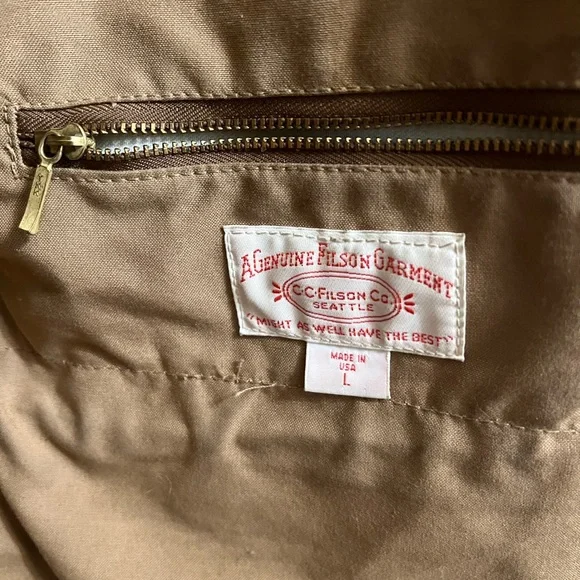 A GENUINE FILSON GARMENT
C·C·FILSON CO.
SEATTLE
"MIGHT AS WELL HAVE THE BEST"
MADE IN
USA
L